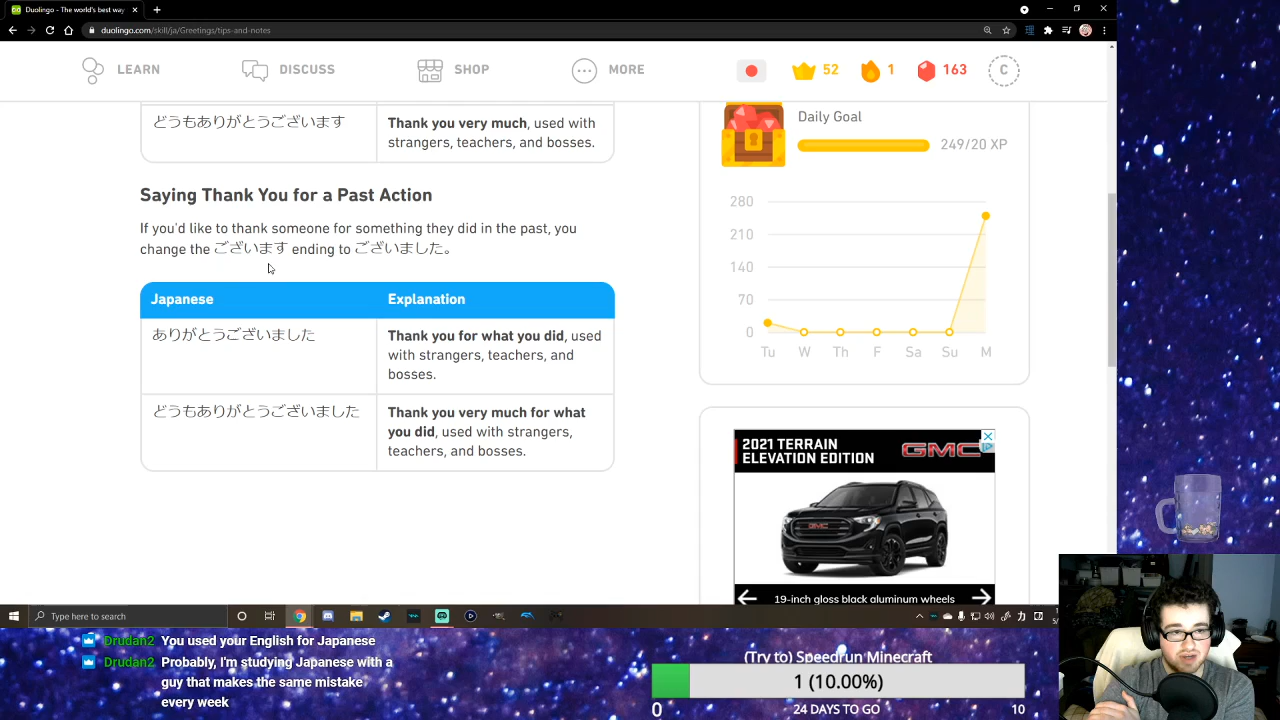 Duolingo - The world's best way
duolingo.com/skill/ja/Greetings/tips-and-notes
LEARN
DISCUSS
SHOP
MORE
52
1
163
C
どうもありがとうございます
Thank you very much, used with
strangers, teachers, and bosses.
Saying Thank You for a Past Action
If you'd like to thank someone for something they did in the past, you
change the ございます ending to ございました。
Japanese
Explanation
ありがとうございました
Thank you for what you did, used
with strangers, teachers, and
bosses.
どうもありがとうございました
Thank you very much for what
you did, used with strangers,
teachers, and bosses.
Daily Goal
249/20 XP
280
210
140
70
0
Tu W Th F Sa Su M
2021 TERRAIN
ELEVATION EDITION
GMC
19-inch gloss black aluminum wheels
Type here to search
Drudan2 You used your English for Japanese
Drudan2 Probably, I'm studying Japanese with a
guy that makes the same mistake
every week
(Try to) Speedrun Minecraft
1 (10.00%)
0
24 DAYS TO GO
10